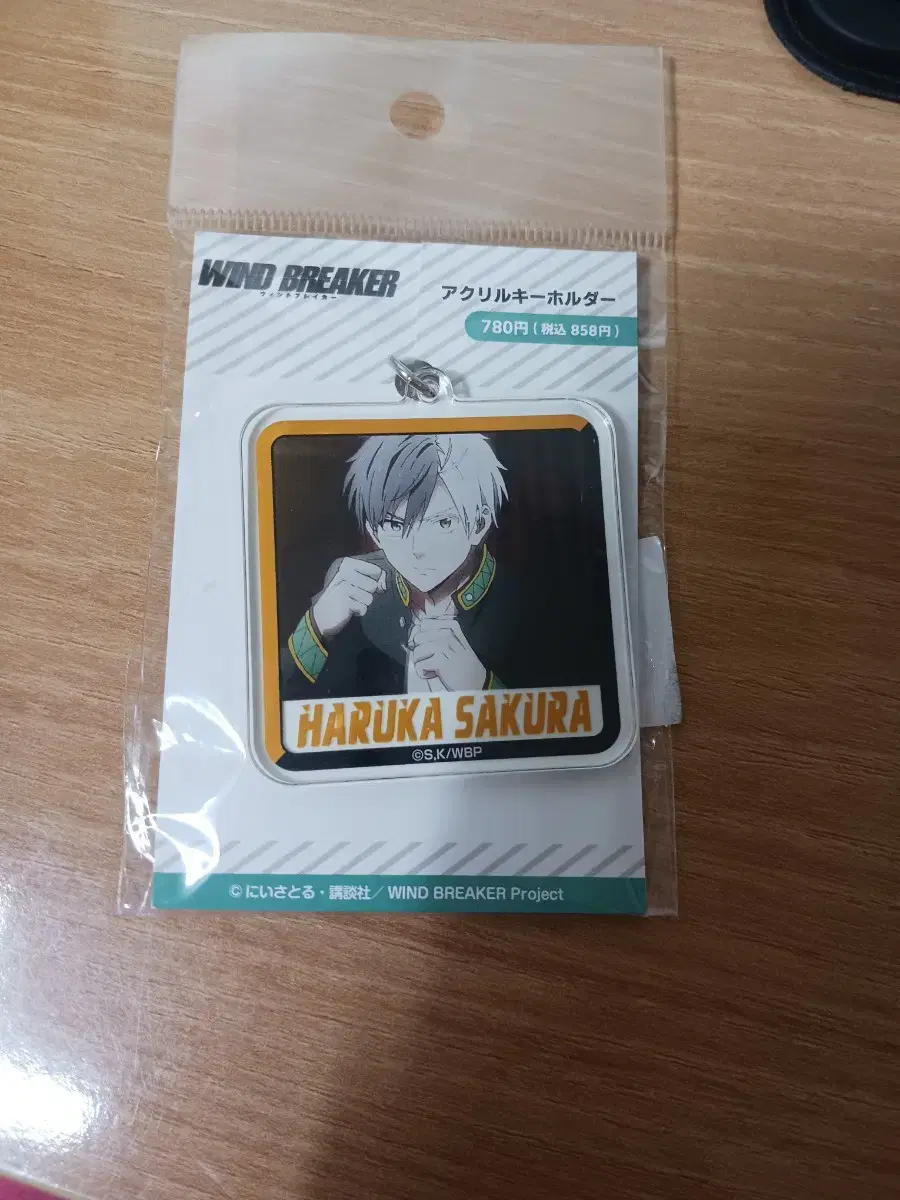 WIND BREAKER
ウィンドブレイカー
アクリルキーホルダー
780円(税込 858円)
HARUKA SAKURA
©S,K/WBP
©にいさとる・講談社/ WIND BREAKER Project